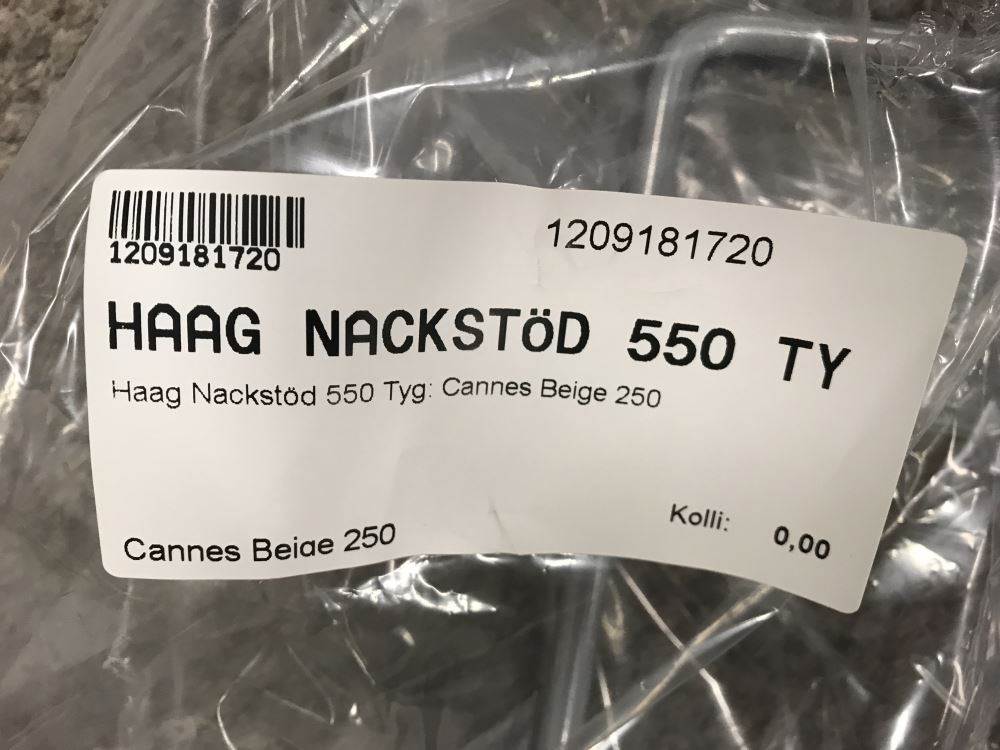 1209181720
1209181720
HAAG NACKSTÖD 550 TY
Haag Nackstöd 550 Tyg: Cannes Beige 250
Kolli: 0,00
Cannes Beige 250